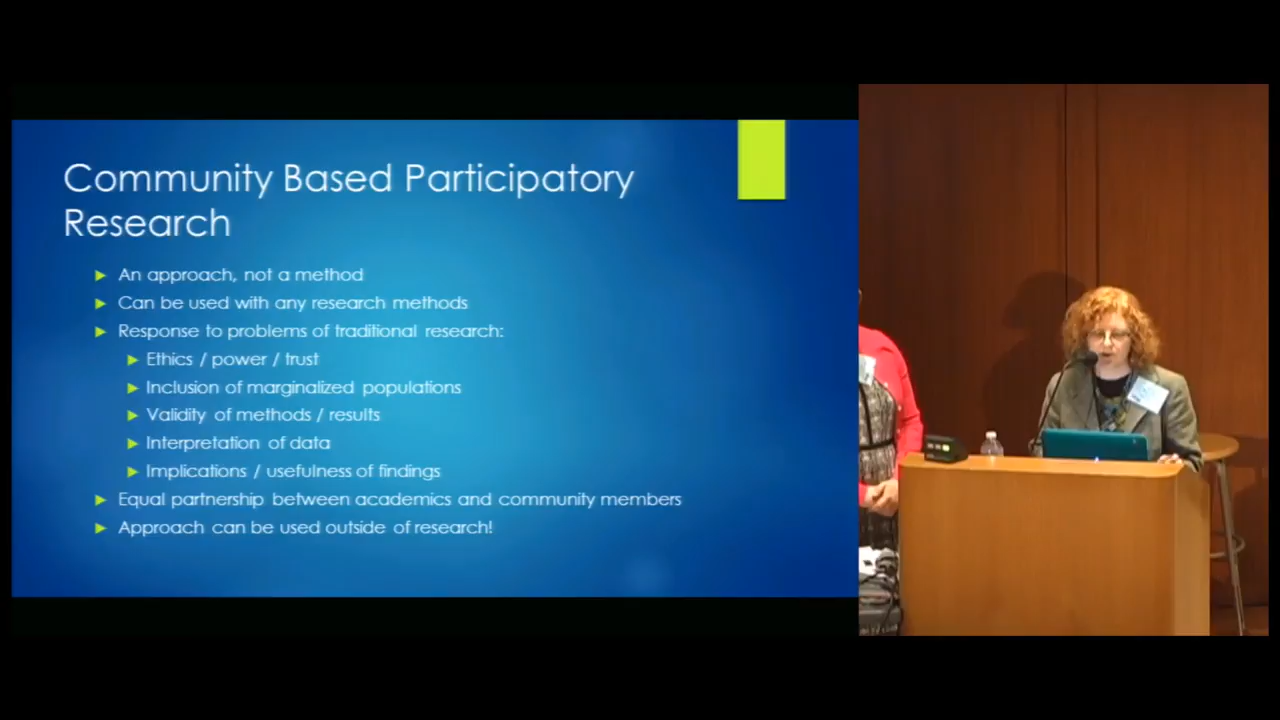 Community Based Participatory
Research
An approach, not a method
Can be used with any research methods
Response to problems of traditional research:
Ethics / power / trust
Inclusion of marginalized populations
Validity of methods / results
Interpretation of data
Implications / usefulness of findings
Equal partnership between academics and community members
Approach can be used outside of research!